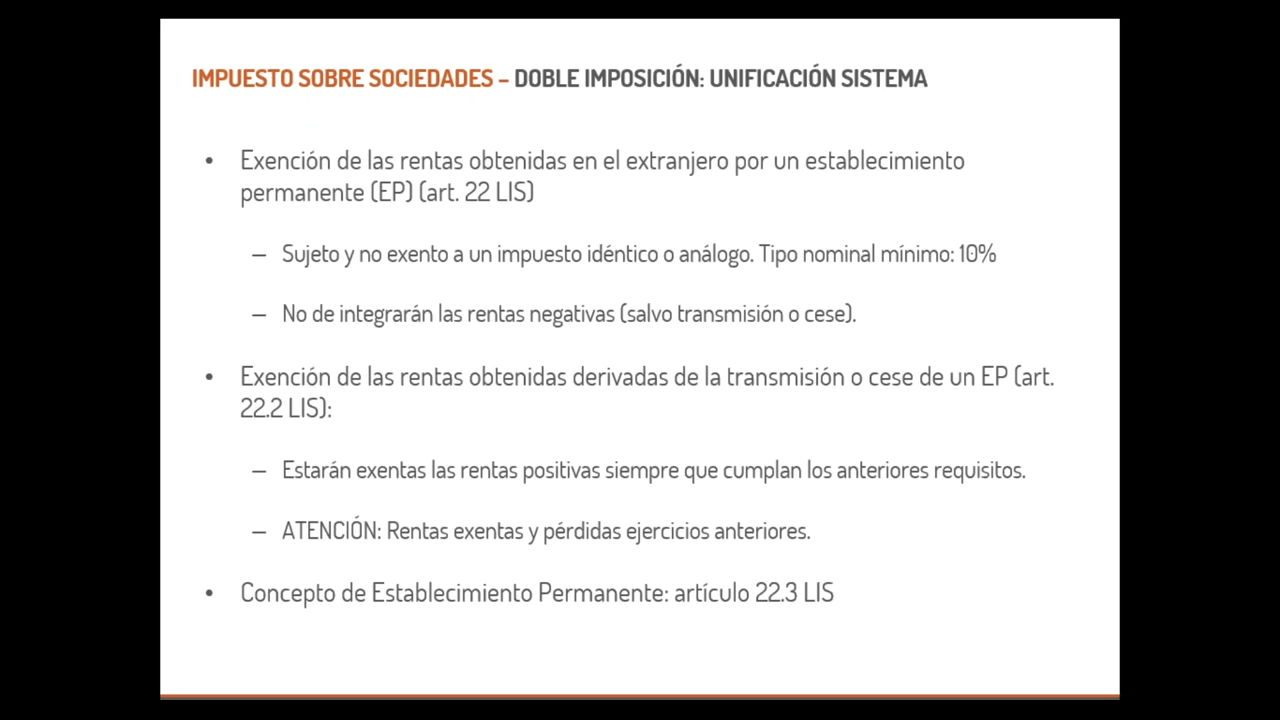 IMPUESTO SOBRE SOCIEDADES – DOBLE IMPOSICIÓN: UNIFICACIÓN SISTEMA
• Exención de las rentas obtenidas en el extranjero por un establecimiento
permanente (EP) (art. 22 LIS)
– Sujeto y no exento a un impuesto idéntico o análogo. Tipo nominal mínimo: 10%
– No de integrarán las rentas negativas (salvo transmisión o cese).
• Exención de las rentas obtenidas derivadas de la transmisión o cese de un EP (art.
22.2 LIS):
– Estarán exentas las rentas positivas siempre que cumplan los anteriores requisitos.
– ATENCIÓN: Rentas exentas y pérdidas ejercicios anteriores.
• Concepto de Establecimiento Permanente: artículo 22.3 LIS